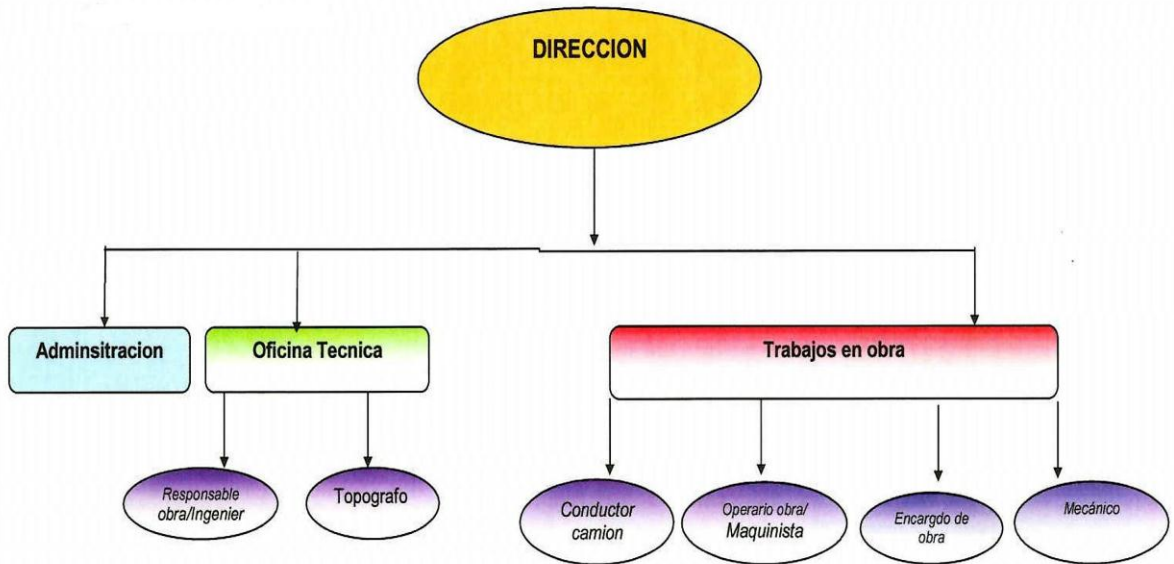 DIRECCION
Adminsitracion
Oficina Tecnica
Trabajos en obra
Responsable
obra/Ingenier
Topografo
Conductor
camion
Operario obra/
Maquinista
Encargdo de
obra
Mecánico